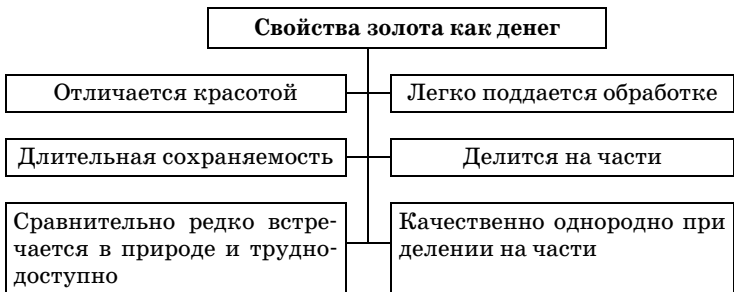 Свойства золота как денег
Отличается красотой
Легко поддается обработке
Длительная сохраняемость
Делится на части
Сравнительно редко встре-
чается в природе и трудно-
доступно
Качественно однородно при
делении на части